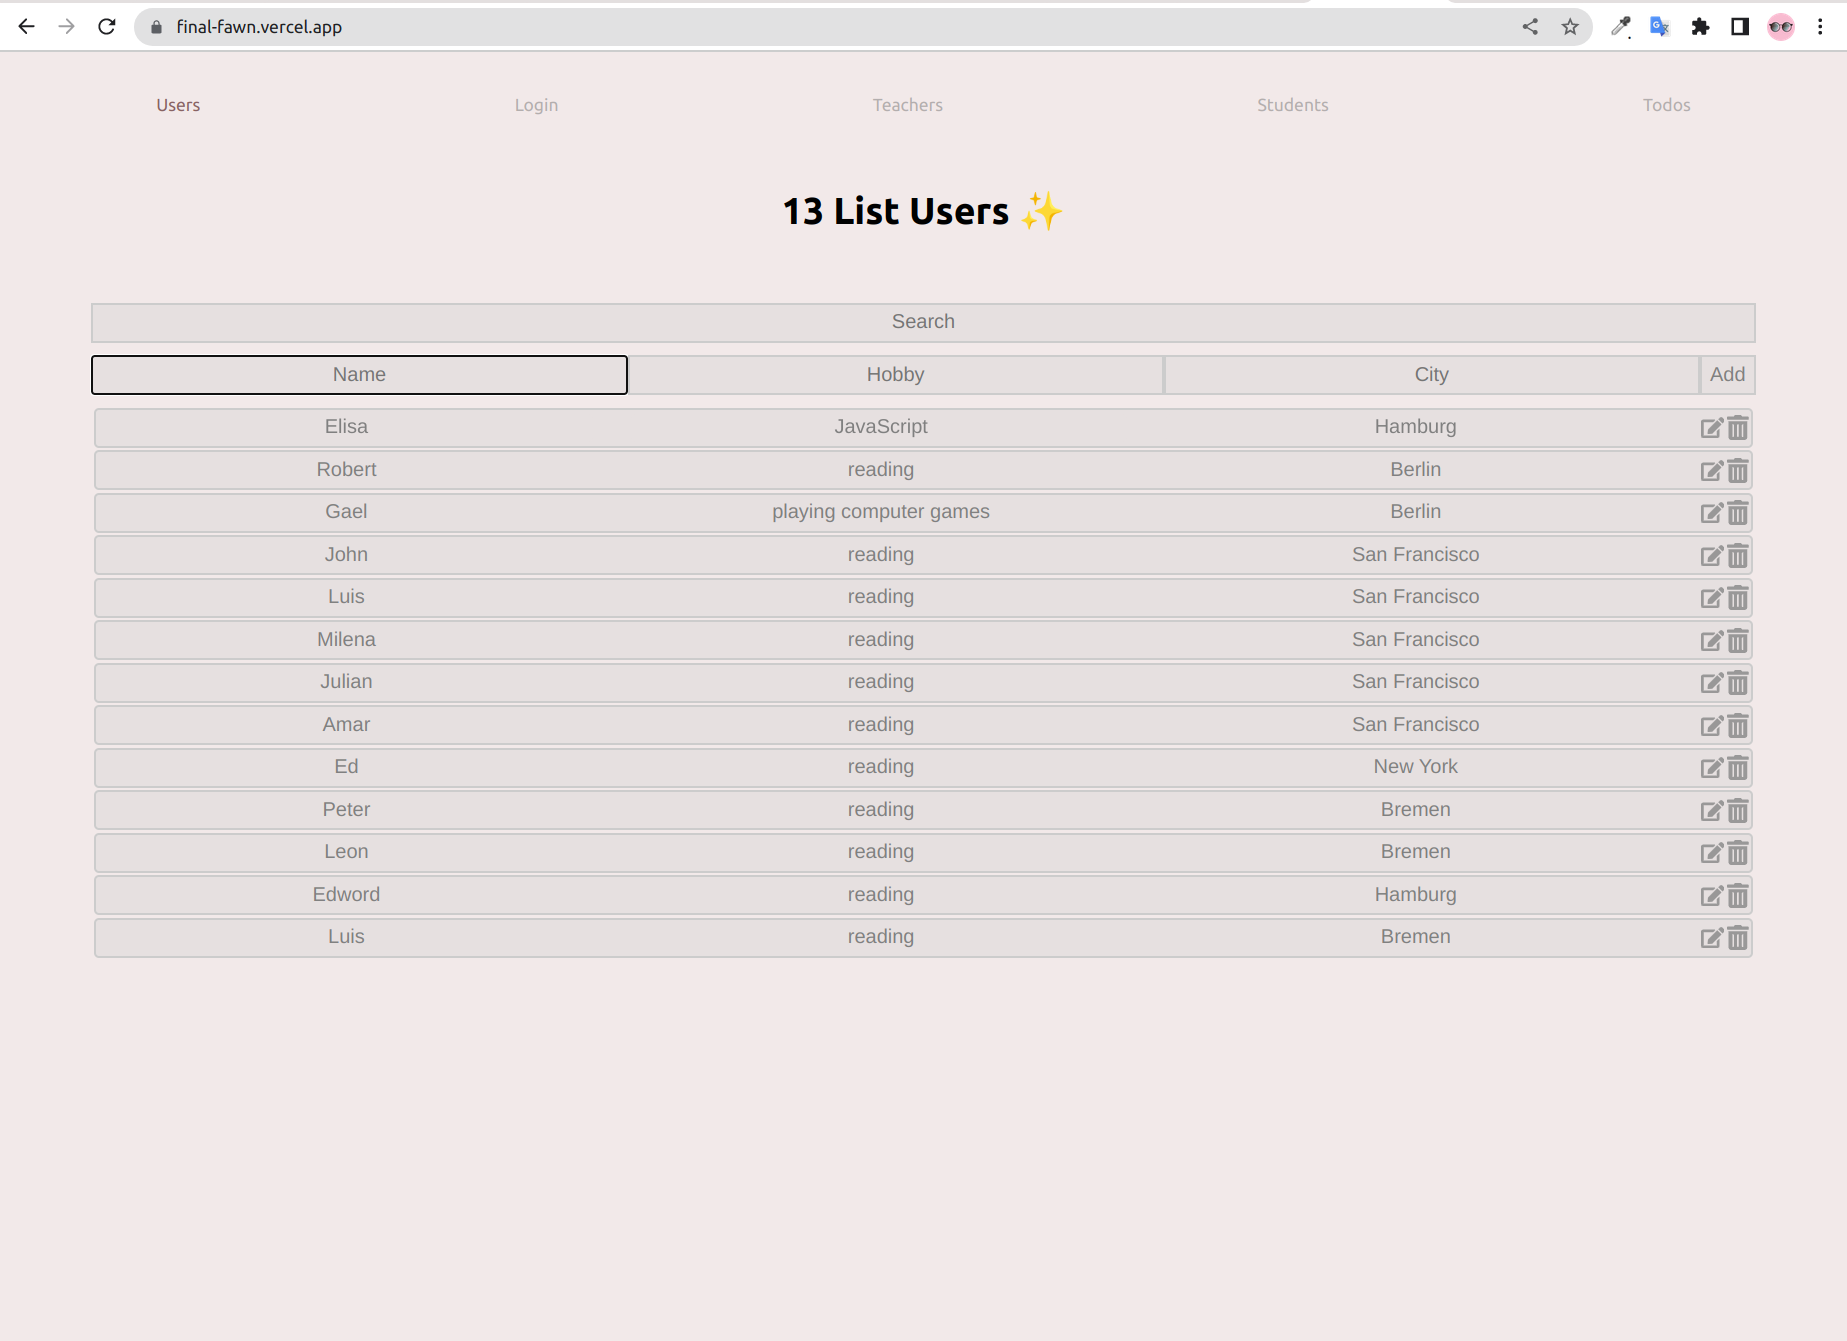 final-fawn.vercel.app
Users Login Teachers Students Todos
13 List Users ✨
Search
Name Hobby City Add
Elisa JavaScript Hamburg
Robert reading Berlin
Gael playing computer games Berlin
John reading San Francisco
Luis reading San Francisco
Milena reading San Francisco
Julian reading San Francisco
Amar reading San Francisco
Ed reading New York
Peter reading Bremen
Leon reading Bremen
Edword reading Hamburg
Luis reading Bremen